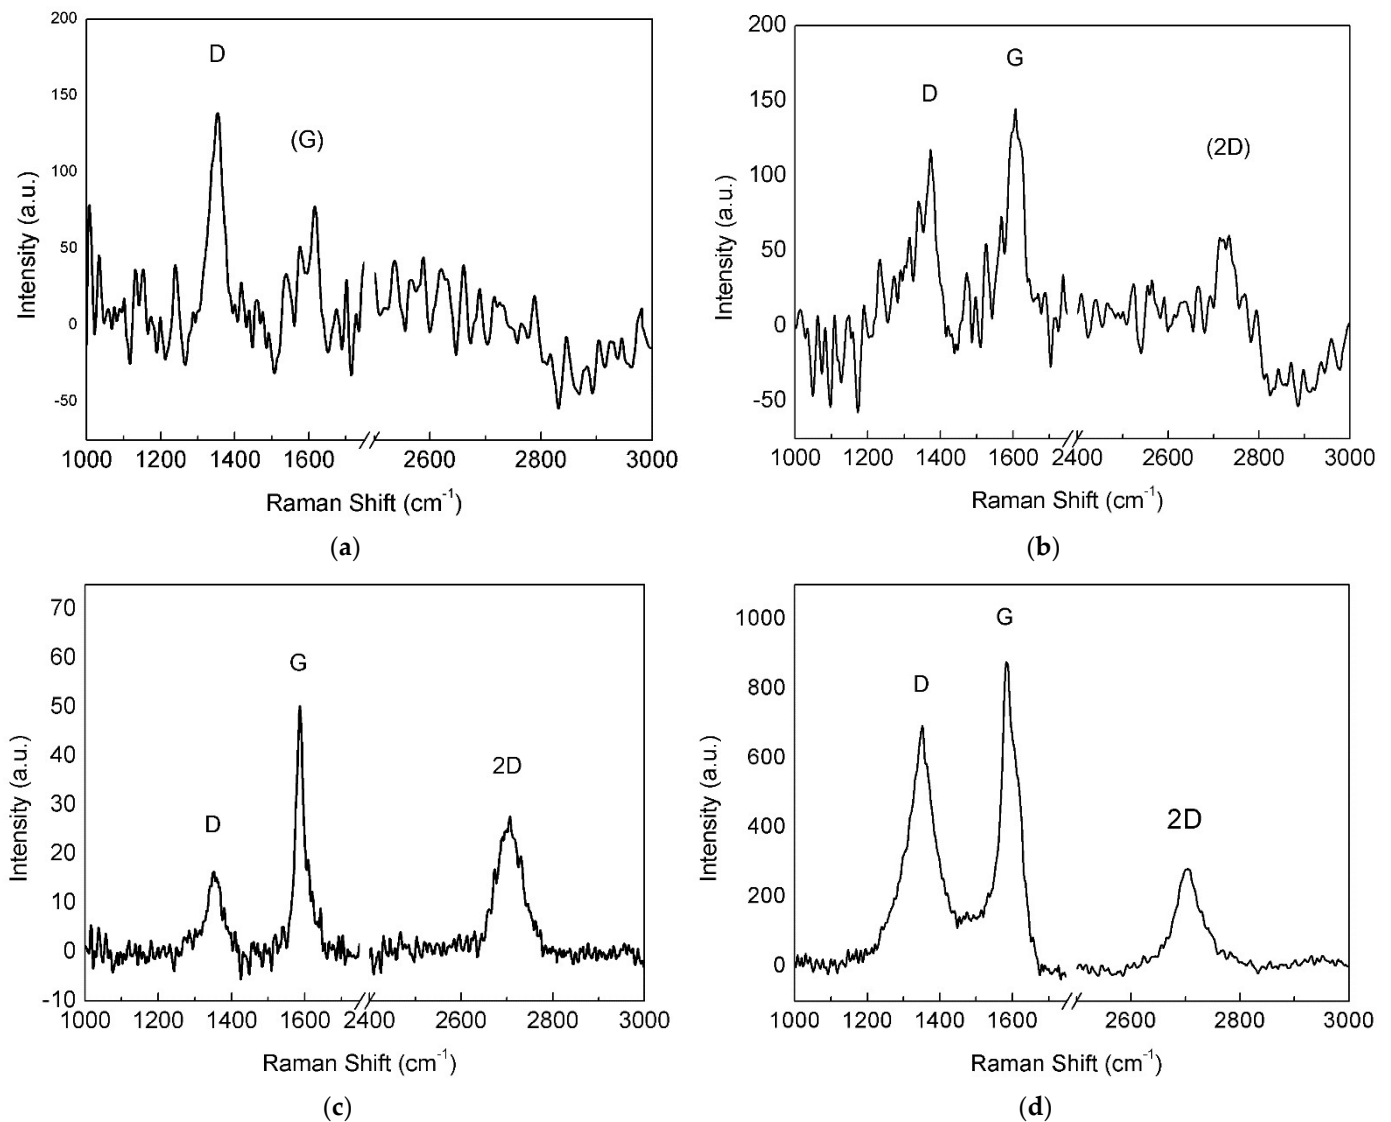 200
150
100
50
0
-50
D
(G)
Intensity (a.u.)
1000 1200 1400 1600 2600 2800 3000
Raman Shift (cm-1)
(a)
200
150
100
50
0
-50
D
G
(2D)
Intensity (a.u.)
1000 1200 1400 1600 2400 2600 2800 3000
Raman Shift (cm-1)
(b)
70
60
50
40
30
20
10
0
-10
D
G
2D
Intensity (a.u.)
1000 1200 1400 1600 2400 2600 2800 3000
Raman Shift (cm-1)
(c)
1000
800
600
400
200
0
D
G
2D
Intensity (a.u.)
1000 1200 1400 1600 2600 2800 3000
Raman Shift (cm-1)
(d)